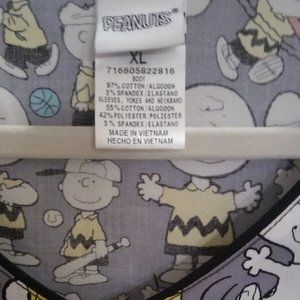 PEANUTS
XL
716605822816
BODY
97% COTTON / ALGODON
3% SPANDEX / ELASTANO
SLEEVES, YOKES AND NECKBAND
55% COTTON / ALGODON
42% POLYESTER / POLIESTER
3% SPANDEX / ELASTANO
MADE IN VIETNAM
HECHO EN VIETNAM